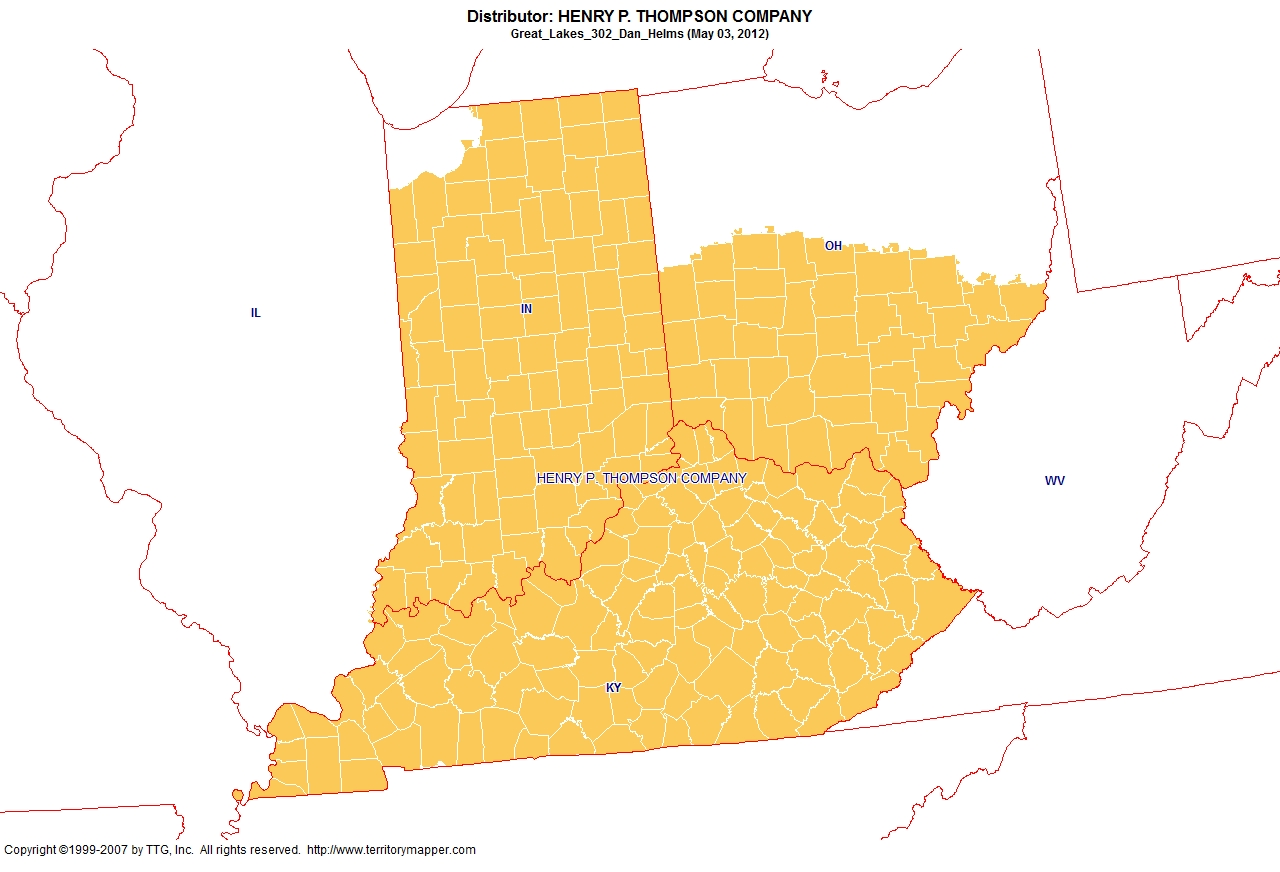 Distributor: HENRY P. THOMPSON COMPANY
Great_Lakes_302_Dan_Helms (May 03, 2012)
OH
IN
IL
HENRY P. THOMPSON COMPANY
WV
KY
Copyright ©1999-2007 by TTG, Inc. All rights reserved. http://www.territorymapper.com